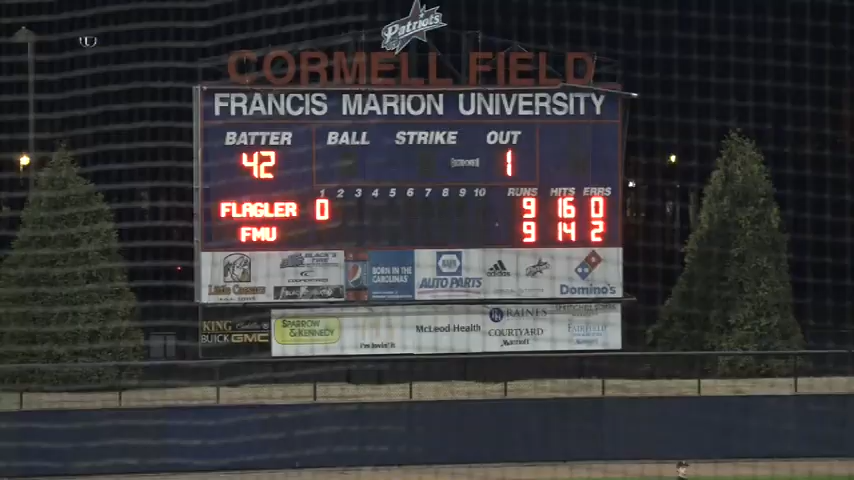 Patriots
CORMELL FIELD
FRANCIS MARION UNIVERSITY
BATTER BALL STRIKE OUT
42 1
1 2 3 4 5 6 7 8 9 10 RUNS HITS ERRS
FLAGLER 0 9 16 0
FMU 9 14 2
BORN IN THE
CAROLINAS
pepsi
NAPA
AUTO PARTS
adidas
Domino's
KING Cadillac
BUICK GMC
SPARROW
& KENNEDY
McLeod Health
RAINES
COURTYARD
Marriott
FAIRFIELD